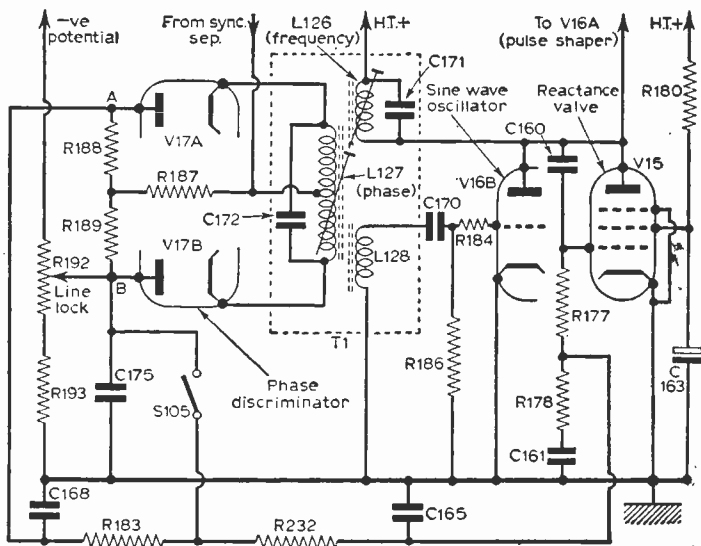 −ve
potential
From sync.
sep.
L126
(frequency)
H.T.+
C171
To V16A
(pulse shaper)
H.T.+
Sine wave
oscillator
Reactance
valve
R180
A
V17A
R188
R187
L127
(phase)
C160
V15
V16B
C170
R189
C172
R184
R192
Line
lock
B
V17B
L128
R177
T1
R193
C175
S105
Phase
discriminator
R186
R178
C
163
C161
C168
R183
R232
C165